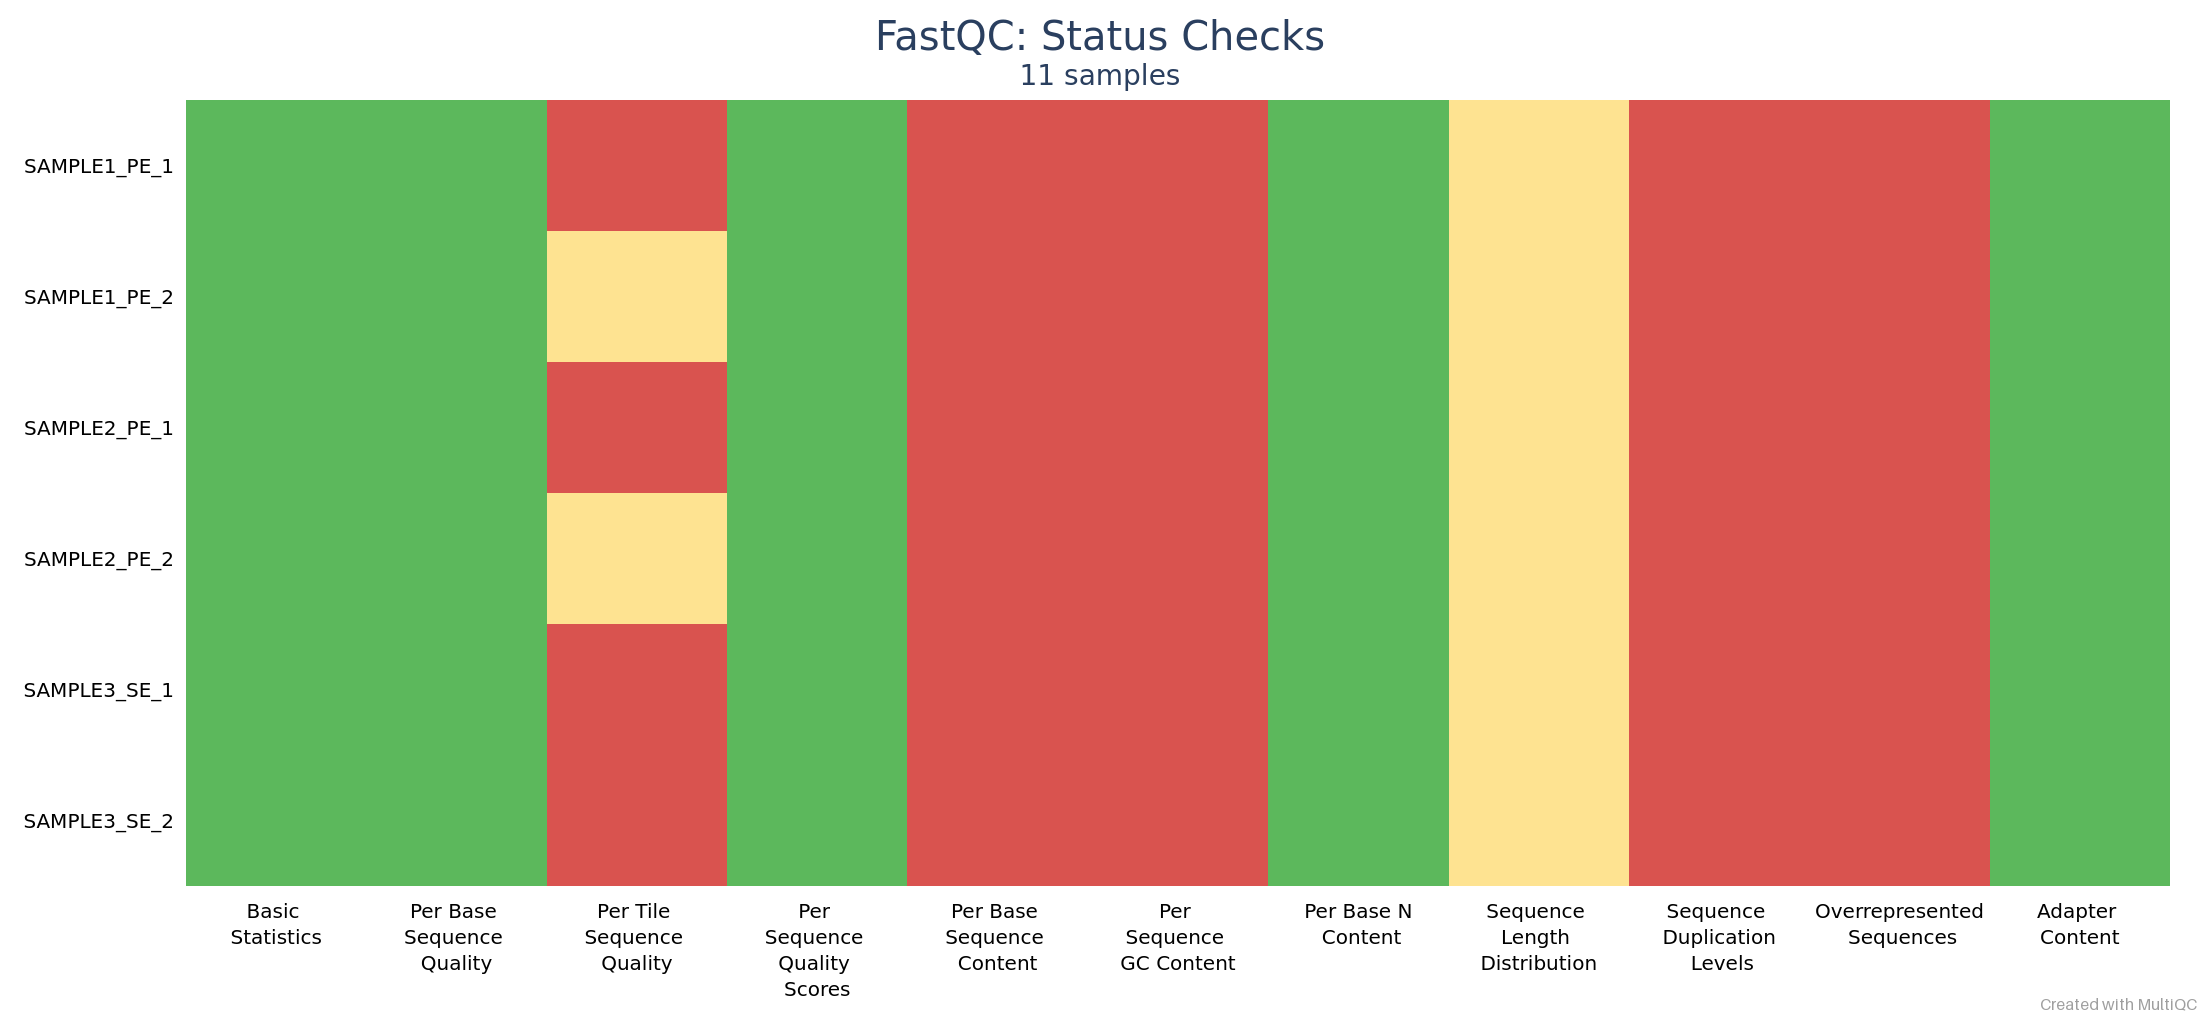 FastQC: Status Checks
11 samples
SAMPLE1_PE_1
SAMPLE1_PE_2
SAMPLE2_PE_1
SAMPLE2_PE_2
SAMPLE3_SE_1
SAMPLE3_SE_2
Basic
Statistics
Per Base
Sequence
Quality
Per Tile
Sequence
Quality
Per
Sequence
Quality
Scores
Per Base
Sequence
Content
Per
Sequence
GC Content
Per Base N
Content
Sequence
Length
Distribution
Sequence
Duplication
Levels
Overrepresented
Sequences
Adapter
Content
Created with MultiQC